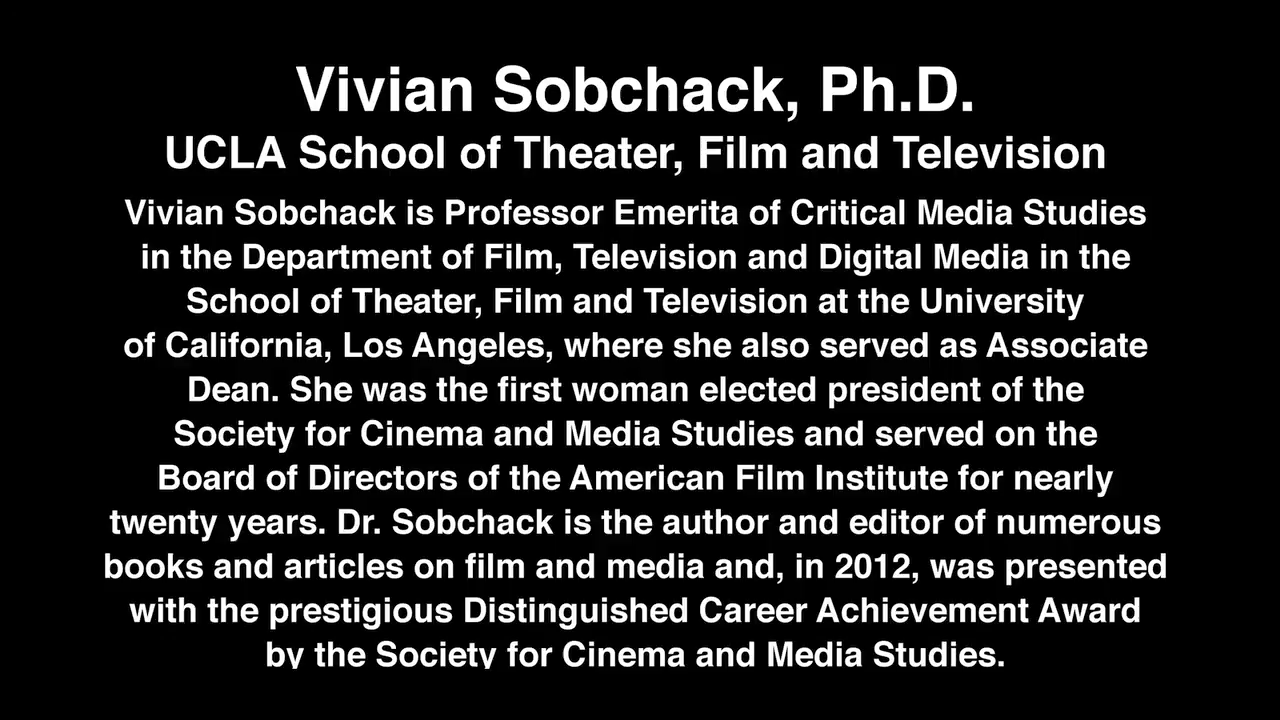 Vivian Sobchack, Ph.D.
UCLA School of Theater, Film and Television
Vivian Sobchack is Professor Emerita of Critical Media Studies
in the Department of Film, Television and Digital Media in the
School of Theater, Film and Television at the University
of California, Los Angeles, where she also served as Associate
Dean. She was the first woman elected president of the
Society for Cinema and Media Studies and served on the
Board of Directors of the American Film Institute for nearly
twenty years. Dr. Sobchack is the author and editor of numerous
books and articles on film and media and, in 2012, was presented
with the prestigious Distinguished Career Achievement Award
by the Society for Cinema and Media Studies.